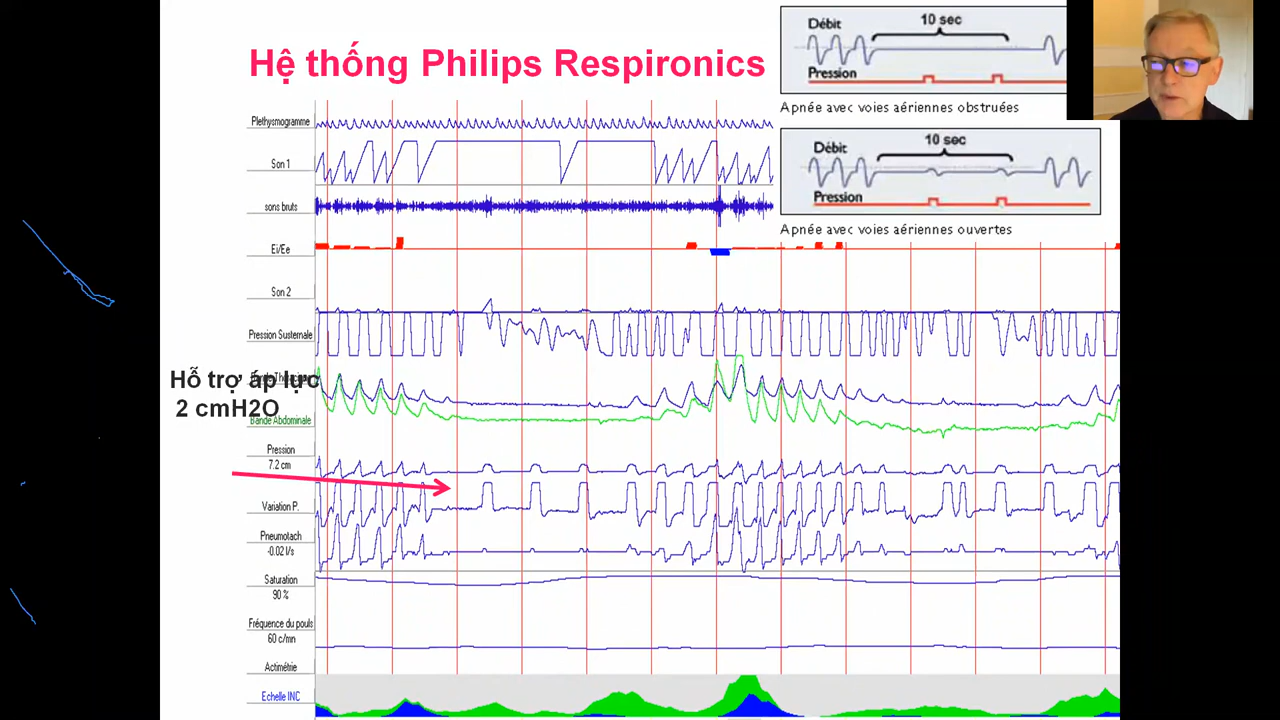 Hệ thống Philips Respironics
Débit
10 sec
Pression
Apnée avec voies aériennes obstruées
Débit
10 sec
Pression
Apnée avec voies aériennes ouvertes
Plethysmogramme
Son 1
sons bruts
Ei/Ee
Son 2
Pression Susternale
Hỗ trợ áp lực
2 cmH2O
Bande Abdominale
Pression
7.2 cm
Variation P.
Pneumotach
-0.02 l/s
Saturation
90 %
Fréquence du pouls
60 c/mn
Actimétrie
Echelle INC